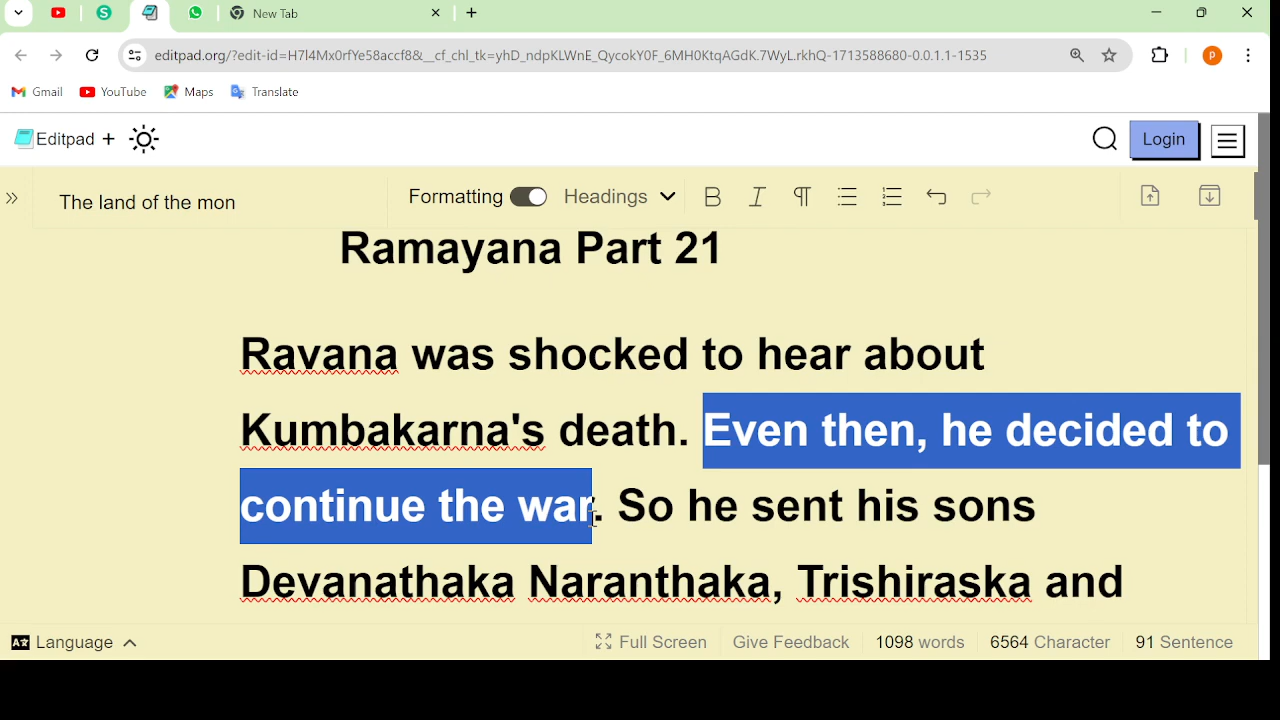 New Tab
editpad.org/?edit-id=H7l4Mx0rfYe58accf8&__cf_chl_tk=yhD_ndpKLWnE_QycokY0F_6MH0KtqAGdK.7WyL.rkhQ-1713588680-0.0.1.1-1535
Gmail YouTube Maps Translate
Editpad + Login
The land of the mon Formatting Headings B I
Ramayana Part 21
Ravana was shocked to hear about
Kumbakarna's death. Even then, he decided to
continue the war. So he sent his sons
Devanathaka Naranthaka, Trishiraska and
Language Full Screen Give Feedback 1098 words 6564 Character 91 Sentence